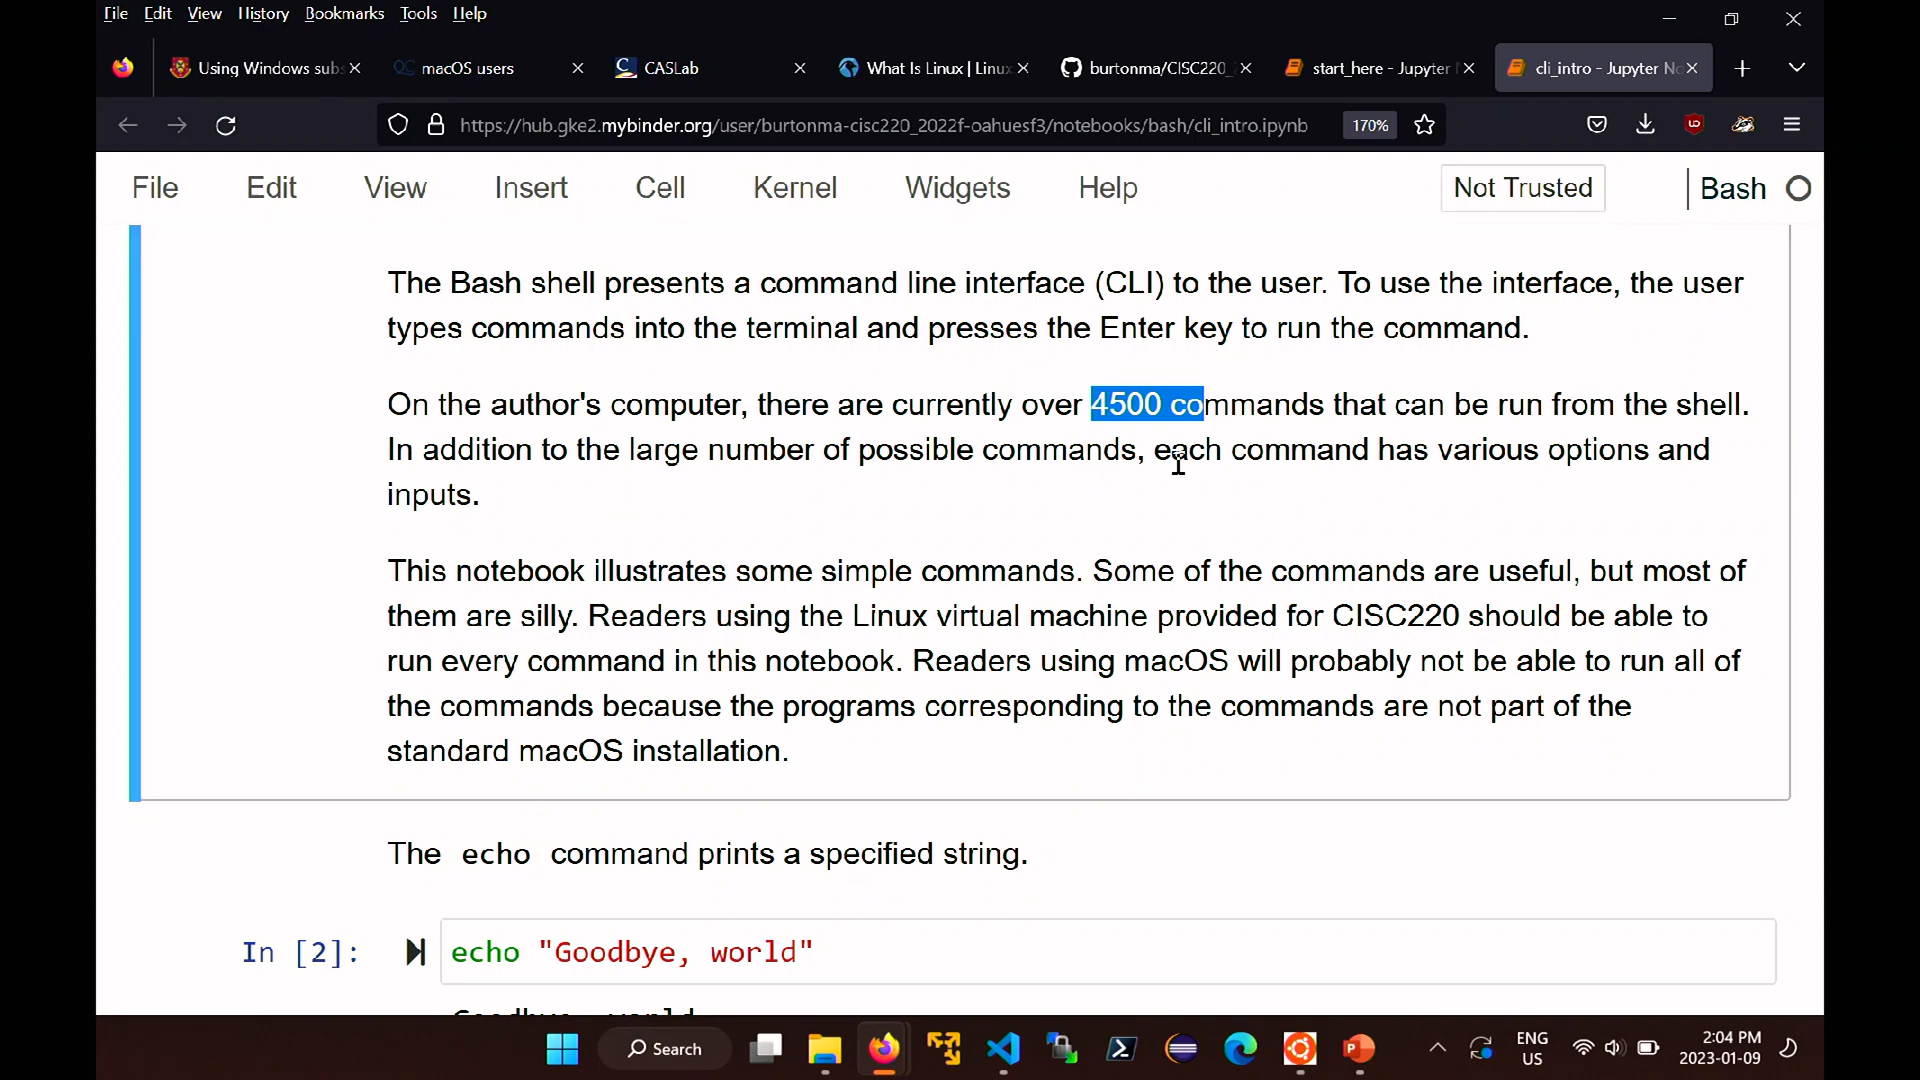 File Edit View History Bookmarks Tools Help
Using Windows subs
macOS users
CASLab
What Is Linux | Linux
burtonma/CISC220_
start_here - Jupyter N
cli_intro - Jupyter No
https://hub.gke2.mybinder.org/user/burtonma-cisc220_2022f-oahuesf3/notebooks/bash/cli_intro.ipynb 170%
File Edit View Insert Cell Kernel Widgets Help Not Trusted Bash
The Bash shell presents a command line interface (CLI) to the user. To use the interface, the user
types commands into the terminal and presses the Enter key to run the command.
On the author's computer, there are currently over 4500 commands that can be run from the shell.
In addition to the large number of possible commands, each command has various options and
inputs.
This notebook illustrates some simple commands. Some of the commands are useful, but most of
them are silly. Readers using the Linux virtual machine provided for CISC220 should be able to
run every command in this notebook. Readers using macOS will probably not be able to run all of
the commands because the programs corresponding to the commands are not part of the
standard macOS installation.
The echo command prints a specified string.
In [2]: echo "Goodbye, world"
Goodbye, world
Search
ENG
US
2:04 PM
2023-01-09